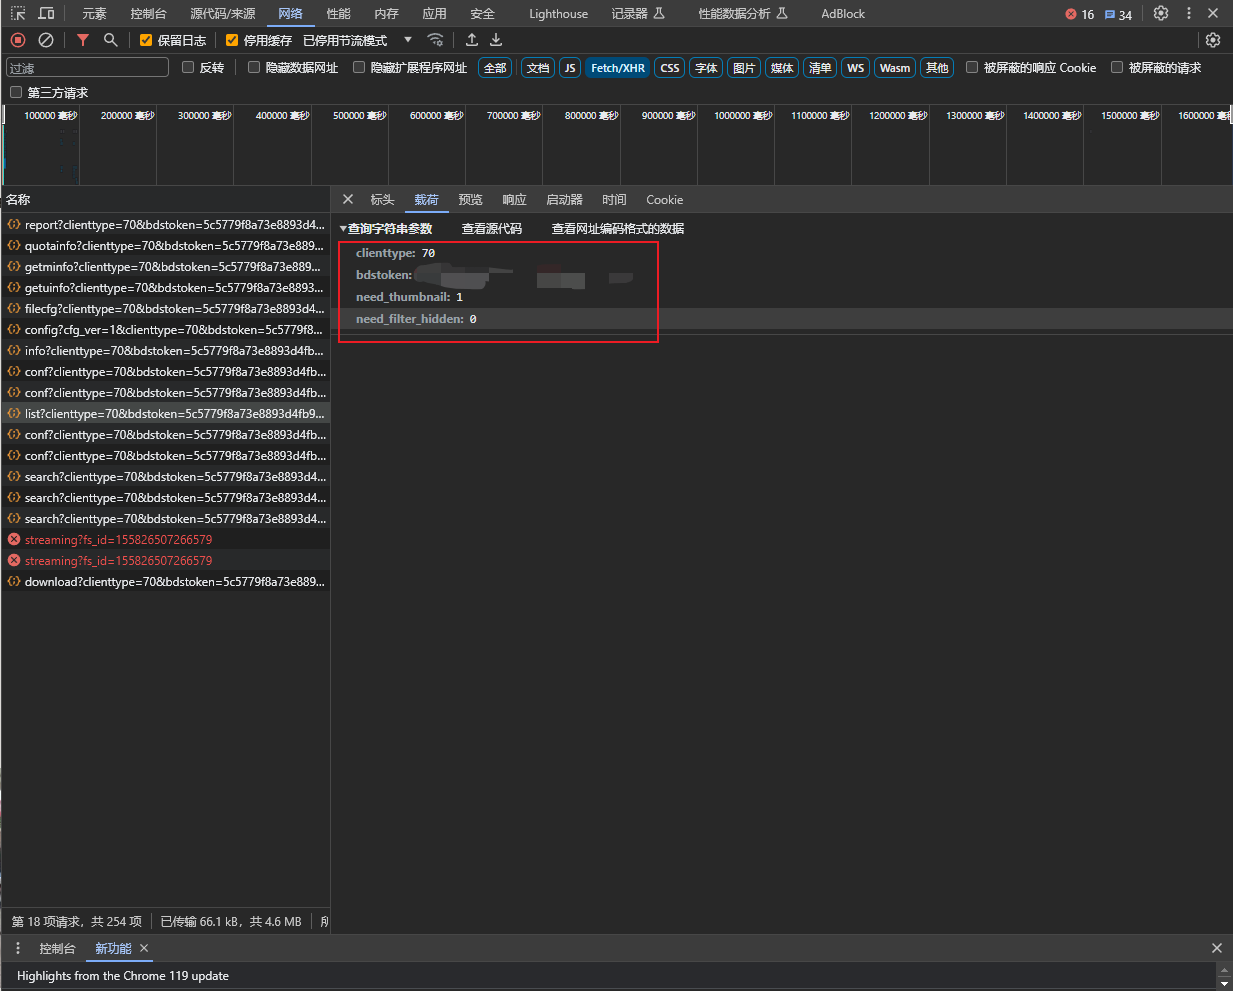 元素 控制台 源代码/来源 网络 性能 内存 应用 安全 Lighthouse 记录器 性能数据分析 AdBlock 16 34
保留日志 停用缓存 已停用节流模式
过滤 反转 隐藏数据网址 隐藏扩展程序网址 全部 文档 JS Fetch/XHR CSS 字体 图片 媒体 清单 WS Wasm 其他 被屏蔽的响应 Cookie 被屏蔽的请求
第三方请求
100000 毫秒 200000 毫秒 300000 毫秒 400000 毫秒 500000 毫秒 600000 毫秒 700000 毫秒 800000 毫秒 900000 毫秒 1000000 毫秒 1100000 毫秒 1200000 毫秒 1300000 毫秒 1400000 毫秒 1500000 毫秒 1600000 毫秒
名称
report?clienttype=70&bdstoken=5c5779f8a73e8893d4...
quotainfo?clienttype=70&bdstoken=5c5779f8a73e889...
getminfo?clienttype=70&bdstoken=5c5779f8a73e889...
getuinfo?clienttype=70&bdstoken=5c5779f8a73e8893...
filecfg?clienttype=70&bdstoken=5c5779f8a73e8893d4...
config?cfg_ver=1&clienttype=70&bdstoken=5c5779f8...
info?clienttype=70&bdstoken=5c5779f8a73e8893d4fb...
conf?clienttype=70&bdstoken=5c5779f8a73e8893d4fb...
conf?clienttype=70&bdstoken=5c5779f8a73e8893d4fb...
list?clienttype=70&bdstoken=5c5779f8a73e8893d4fb9...
conf?clienttype=70&bdstoken=5c5779f8a73e8893d4fb...
conf?clienttype=70&bdstoken=5c5779f8a73e8893d4fb...
search?clienttype=70&bdstoken=5c5779f8a73e8893d4...
search?clienttype=70&bdstoken=5c5779f8a73e8893d4...
search?clienttype=70&bdstoken=5c5779f8a73e8893d4...
streaming?fs_id=155826507266579
streaming?fs_id=155826507266579
download?clienttype=70&bdstoken=5c5779f8a73e889...
标头 载荷 预览 响应 启动器 时间 Cookie
查询字符串参数 查看源代码 查看网址编码格式的数据
clienttype: 70
bdstoken:
need_thumbnail: 1
need_filter_hidden: 0
第 18 项请求，共 254 项 已传输 66.1 kB，共 4.6 MB
控制台 新功能
Highlights from the Chrome 119 update